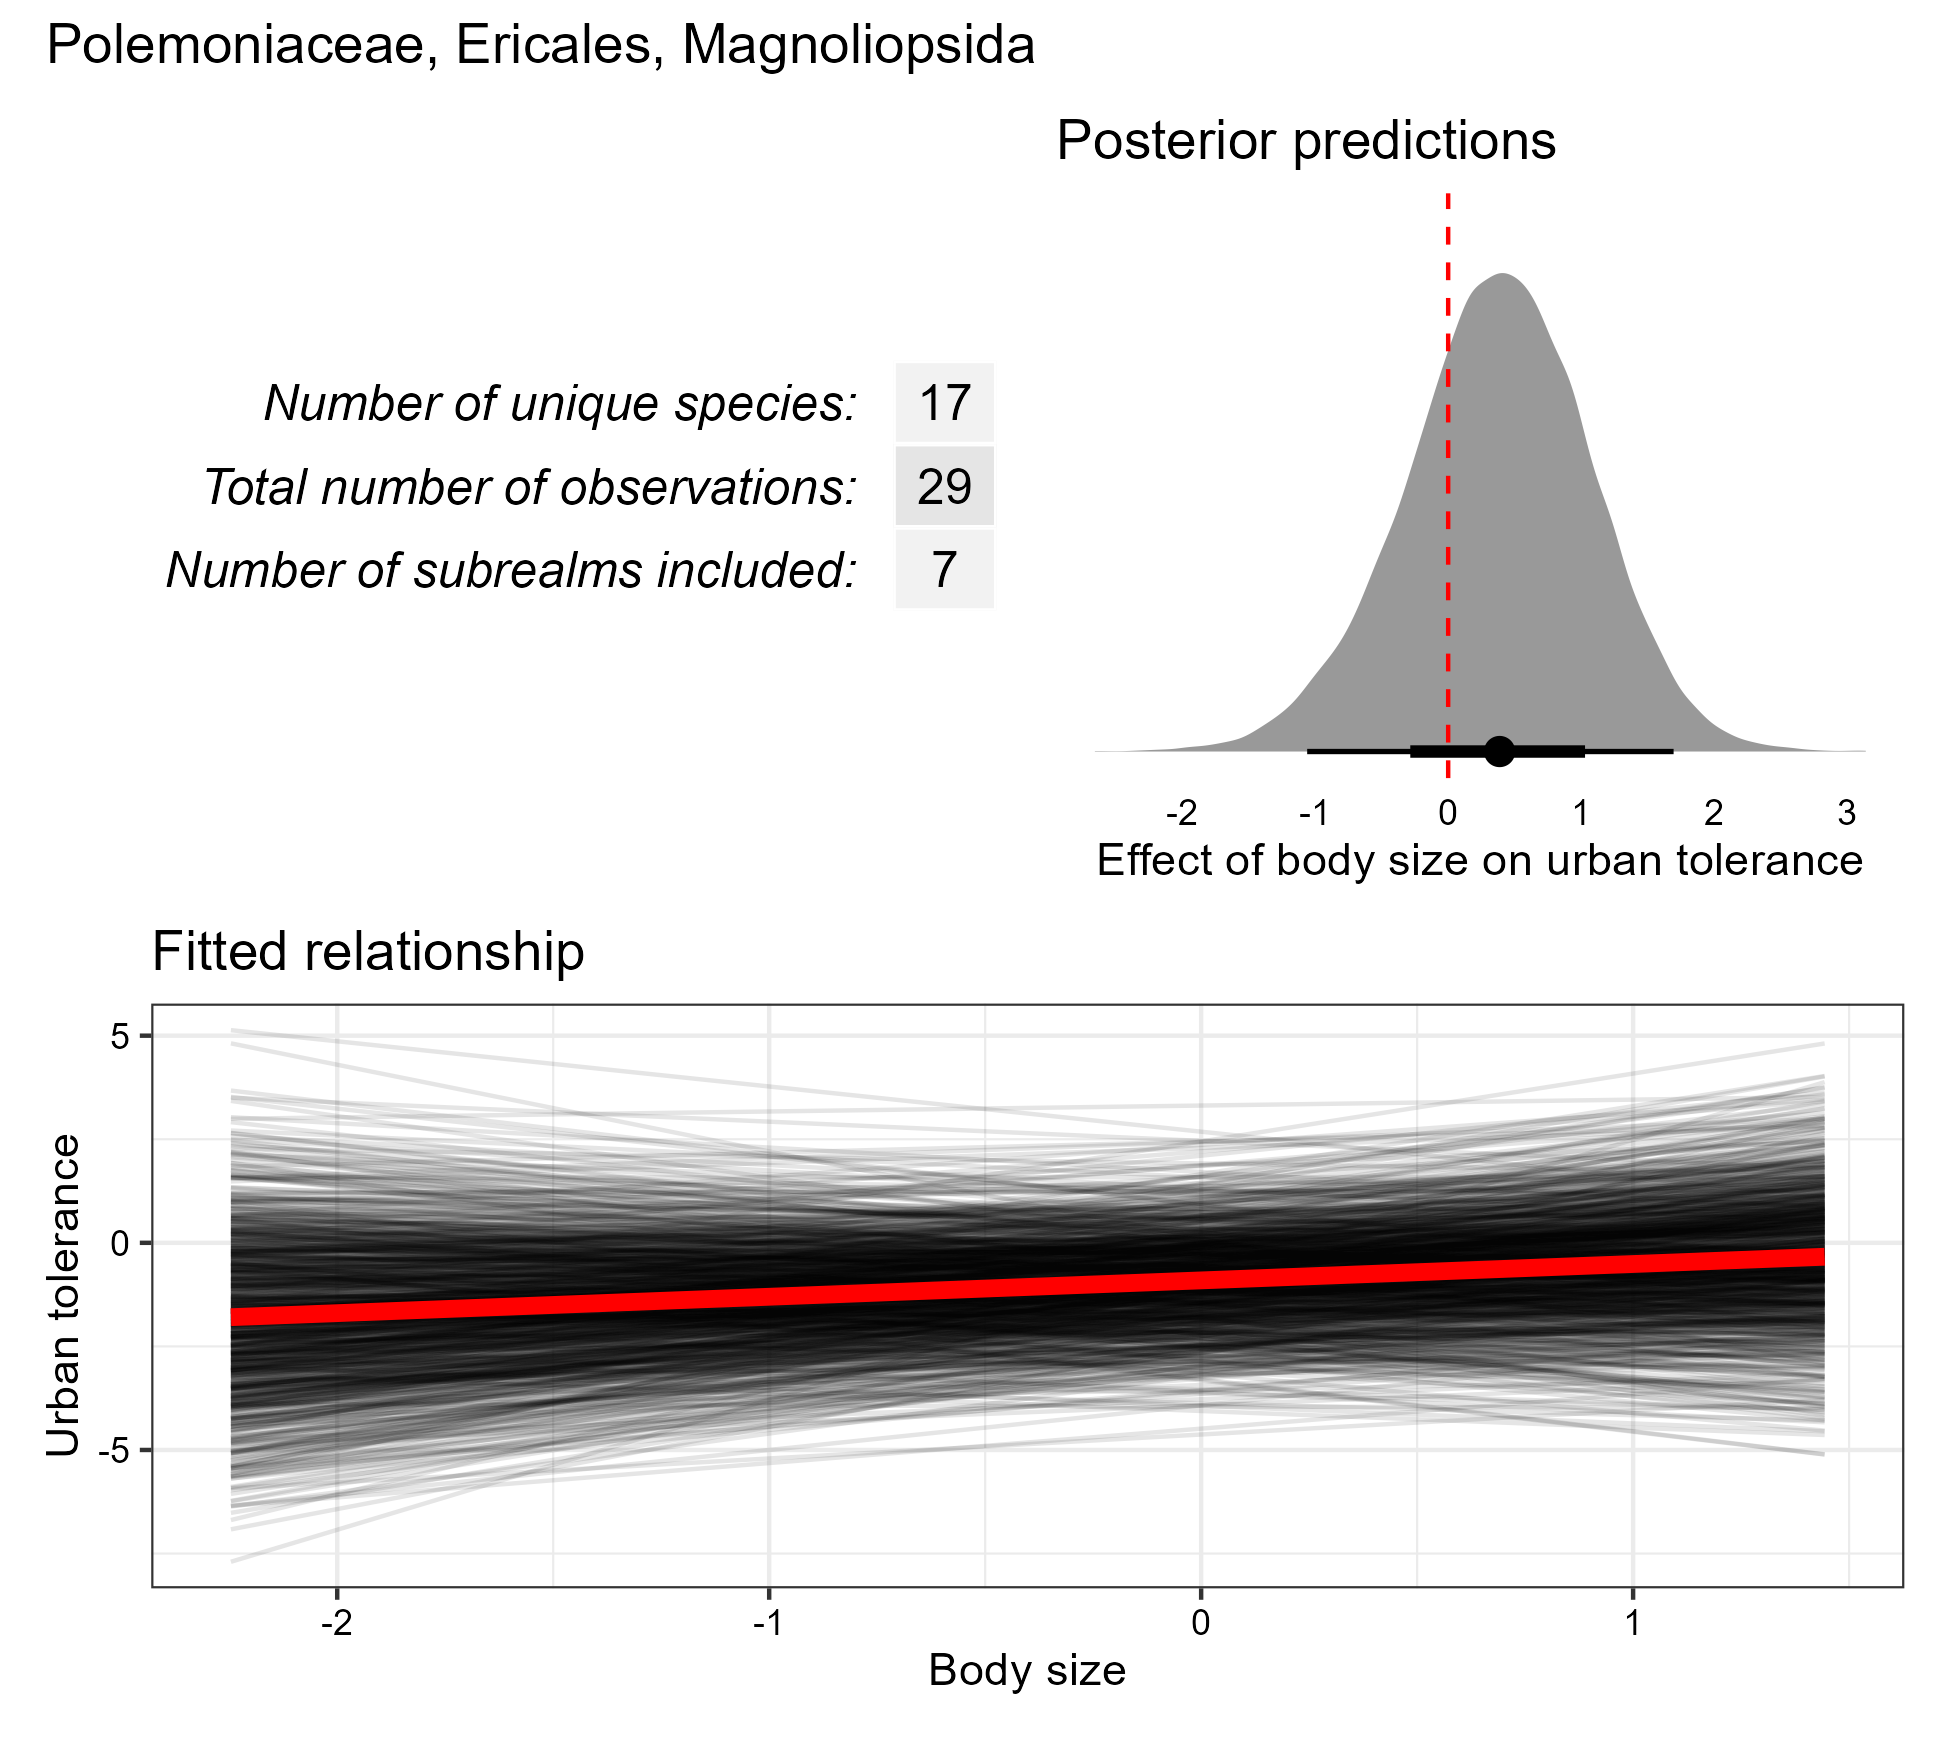 Polemoniaceae, Ericales, Magnoliopsida
Posterior predictions
Number of unique species: 17
Total number of observations: 29
Number of subrealms included: 7
-2 -1 0 1 2 3
Effect of body size on urban tolerance
Fitted relationship
5
0
-5
Urban tolerance
-2 -1 0 1
Body size